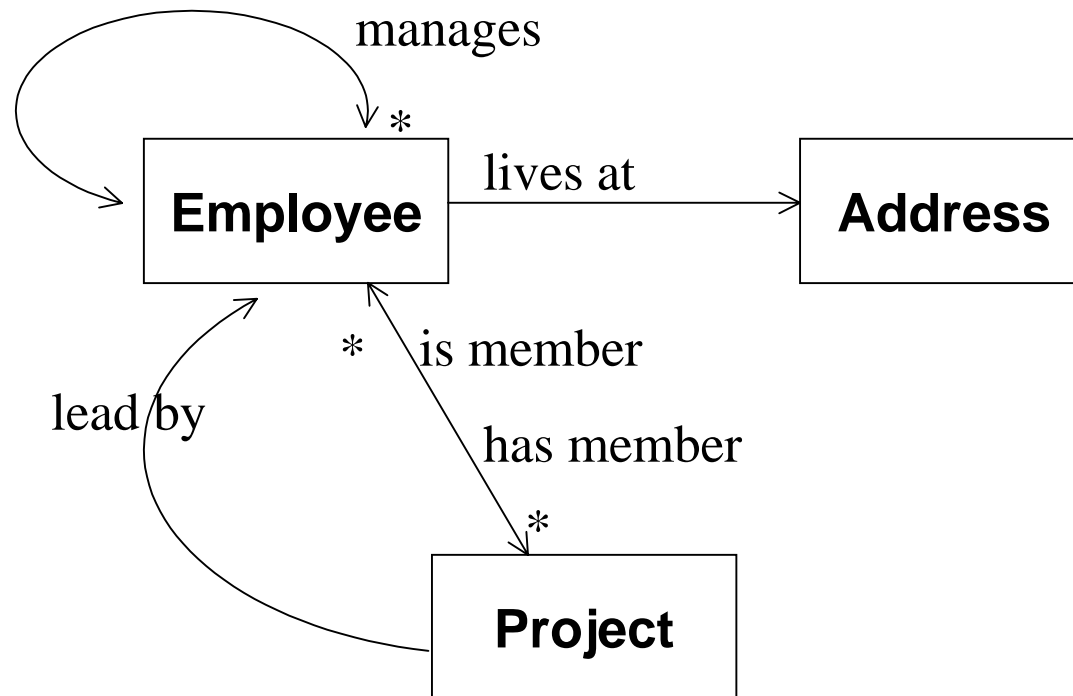 manages
*
lives at
Employee
Address
*
is member
lead by
has member
*
Project